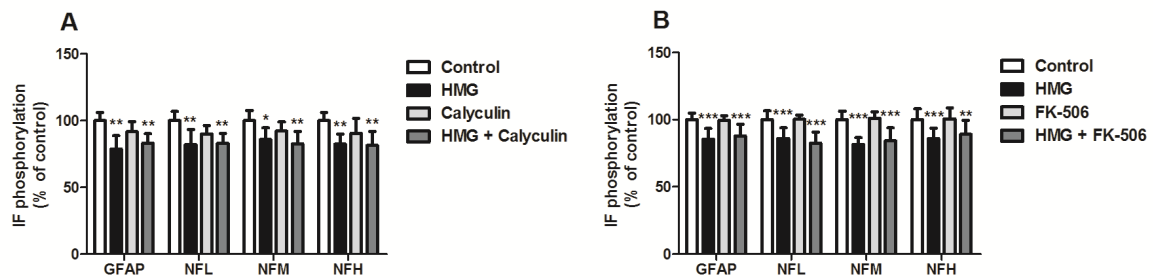 A
IF phosphorylation
(% of control)
150
100
50
0
** ** ** ** * ** ** **
GFAP NFL NFM NFH
Control
HMG
Calyculin
HMG + Calyculin
B
IF phosphorylation
(% of control)
150
100
50
0
*** *** *** *** *** *** *** **
GFAP NFL NFM NFH
Control
HMG
FK-506
HMG + FK-506